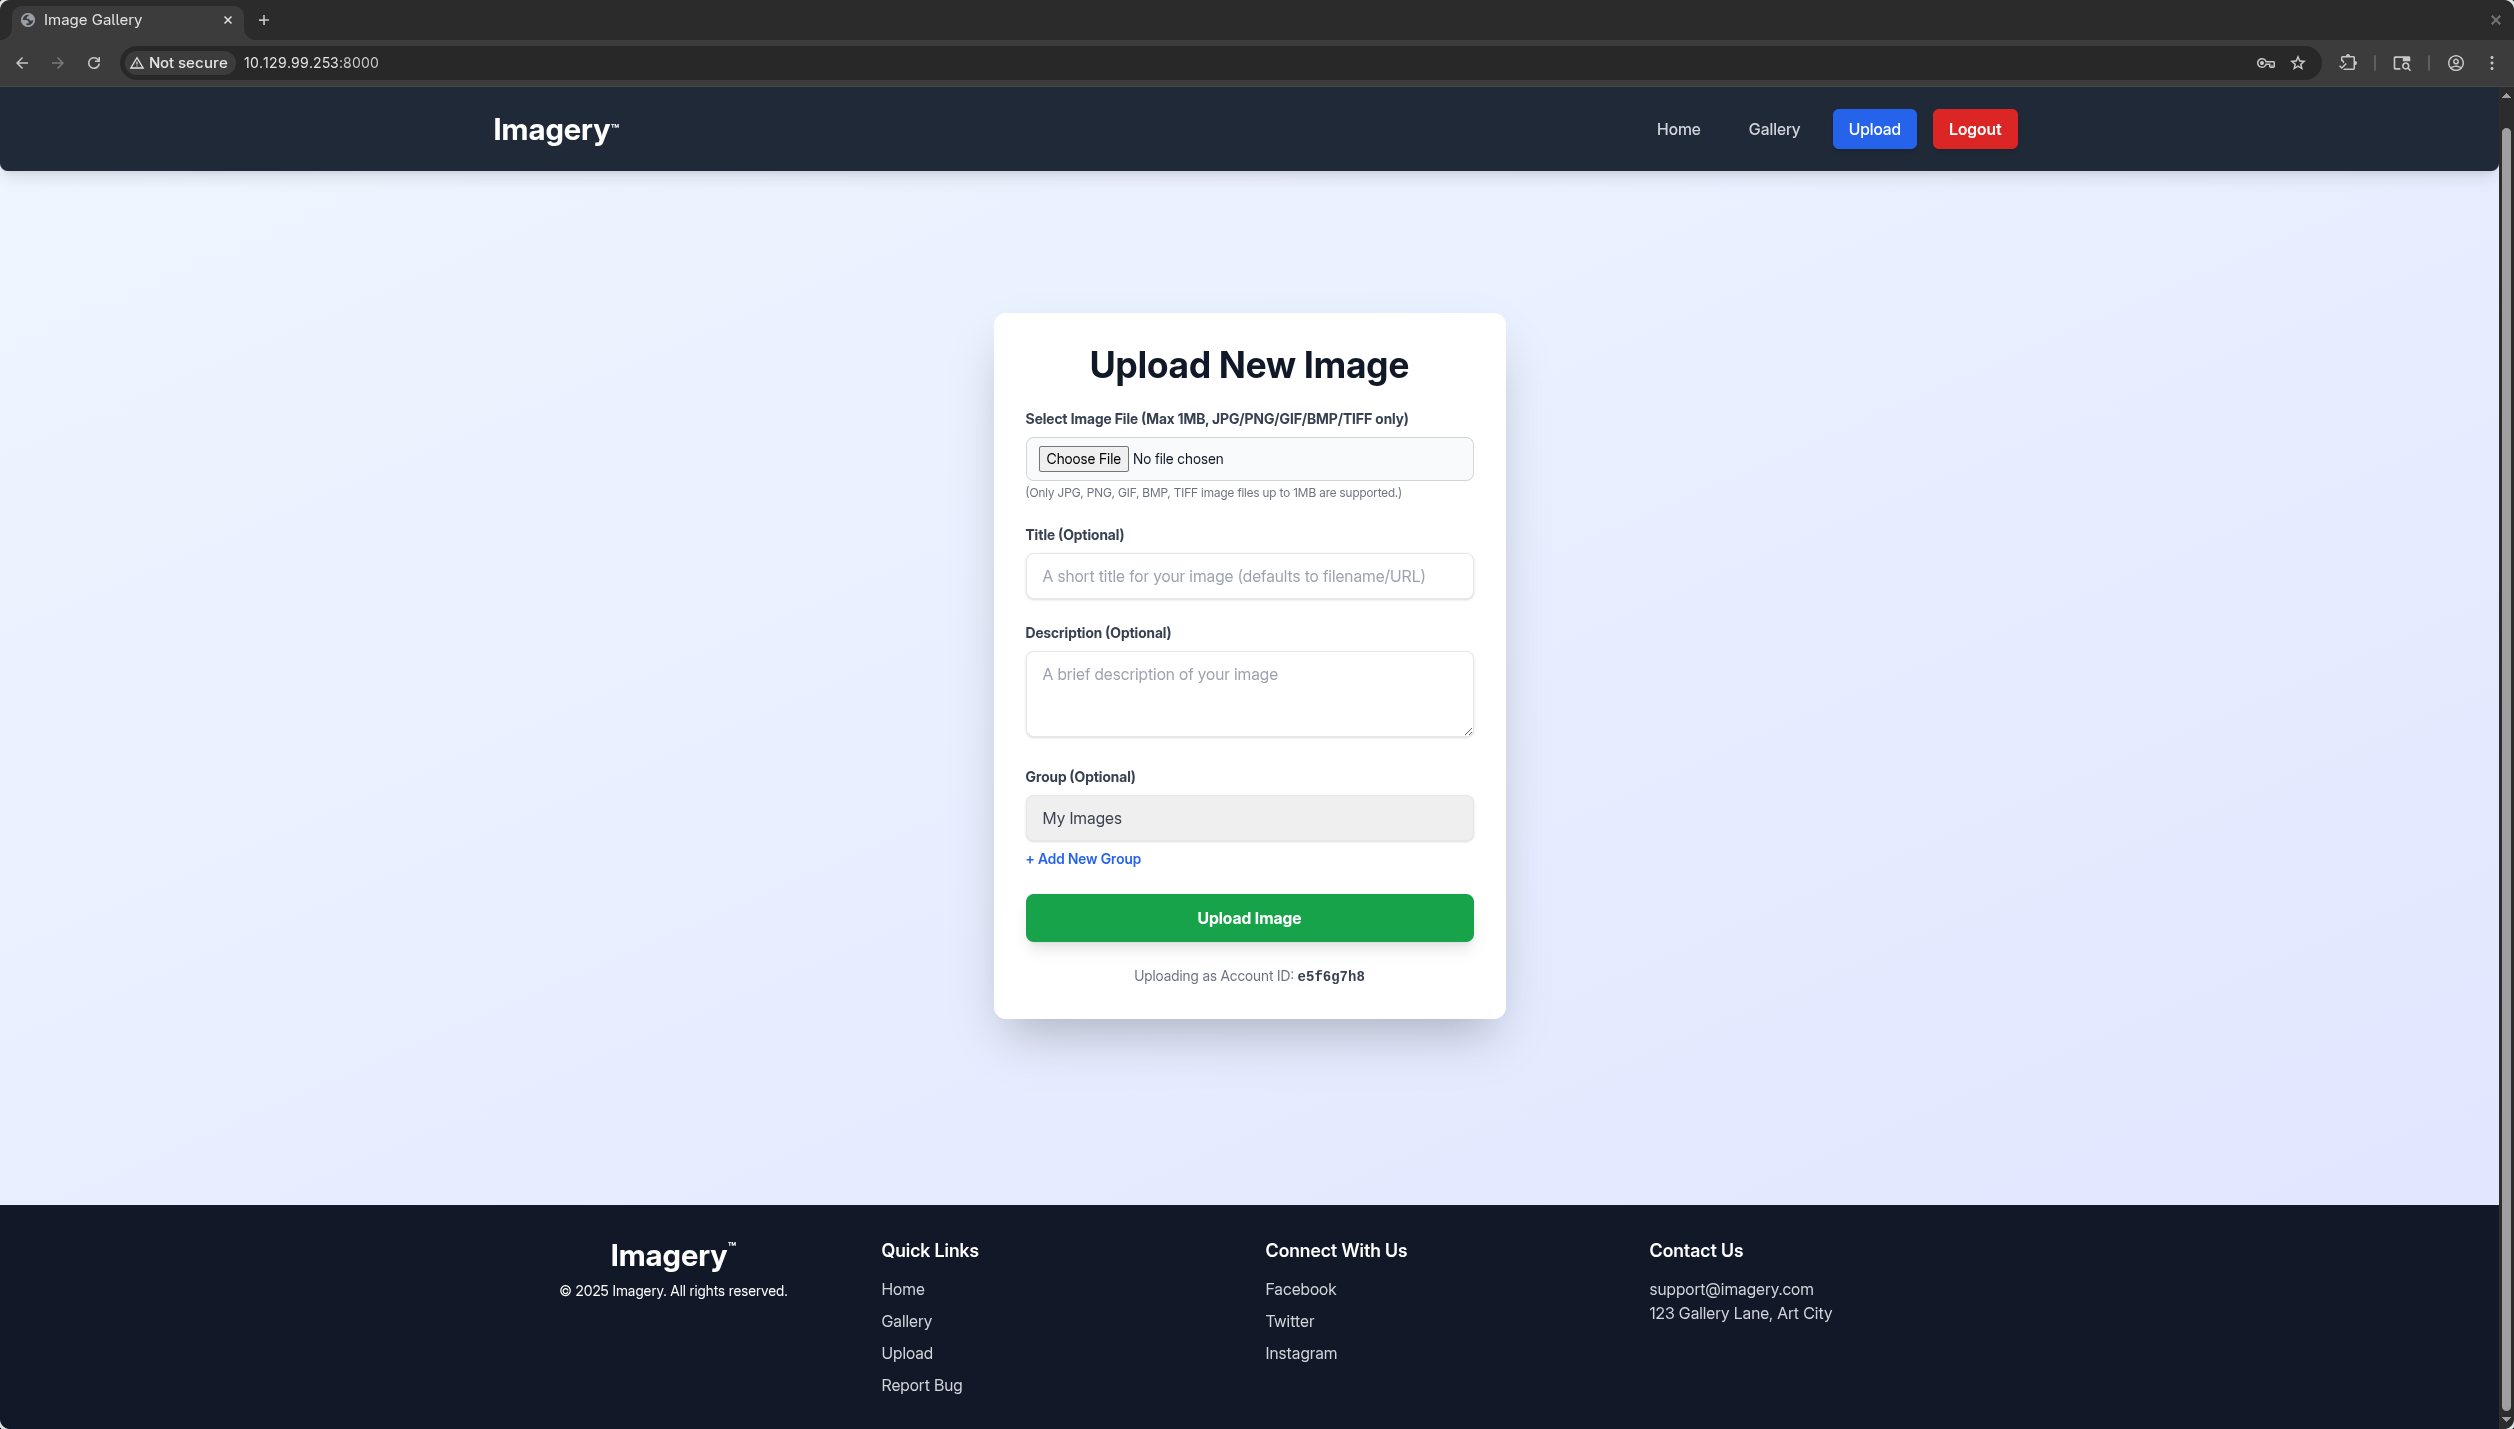 Image Gallery
Not secure 10.129.99.253:8000
Imagery™
Home Gallery Upload Logout
Upload New Image
Select Image File (Max 1MB, JPG/PNG/GIF/BMP/TIFF only)
Choose File No file chosen
(Only JPG, PNG, GIF, BMP, TIFF image files up to 1MB are supported.)
Title (Optional)
A short title for your image (defaults to filename/URL)
Description (Optional)
A brief description of your image
Group (Optional)
My Images
+ Add New Group
Upload Image
Uploading as Account ID: e5f6g7h8
Imagery™
© 2025 Imagery. All rights reserved.
Quick Links
Home
Gallery
Upload
Report Bug
Connect With Us
Facebook
Twitter
Instagram
Contact Us
support@imagery.com
123 Gallery Lane, Art City